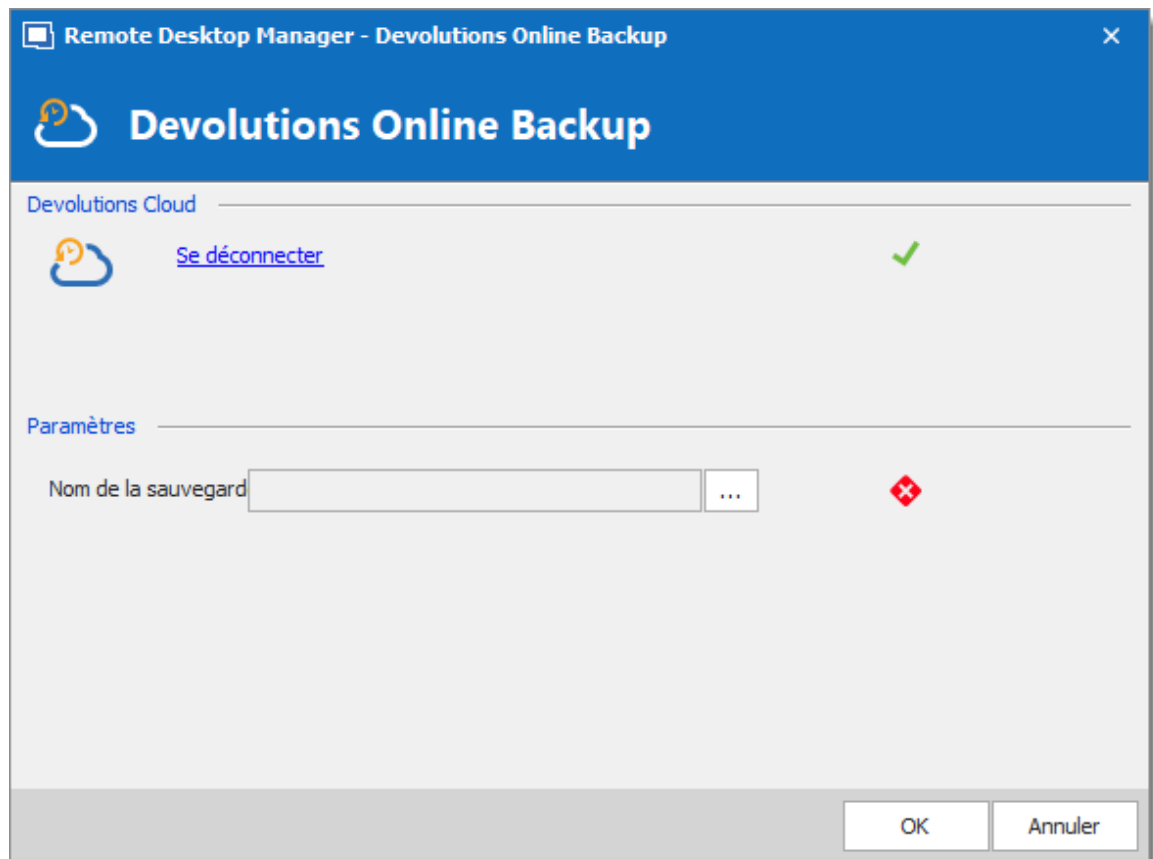 Remote Desktop Manager - Devolutions Online Backup
Devolutions Online Backup
Devolutions Cloud
Se déconnecter
Paramètres
Nom de la sauvegard
...
OK
Annuler